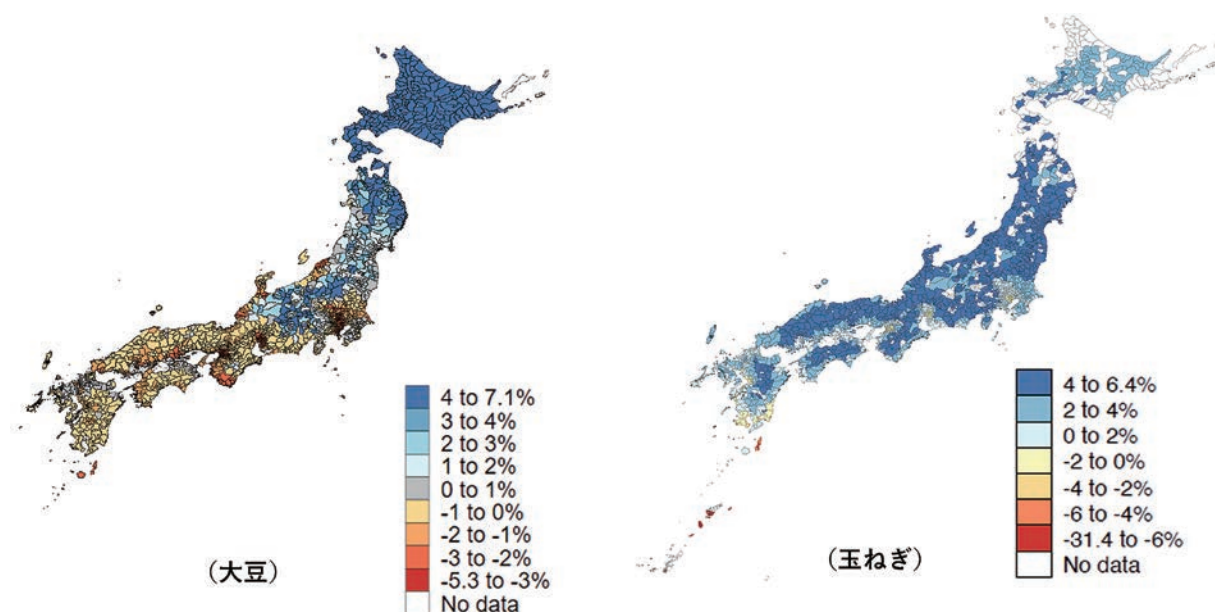 4 to 7.1%
3 to 4%
2 to 3%
1 to 2%
0 to 1%
-1 to 0%
-2 to -1%
-3 to -2%
-5.3 to -3%
No data
(大豆)
4 to 6.4%
2 to 4%
0 to 2%
-2 to 0%
-4 to -2%
-6 to -4%
-31.4 to -6%
No data
(玉ねぎ)